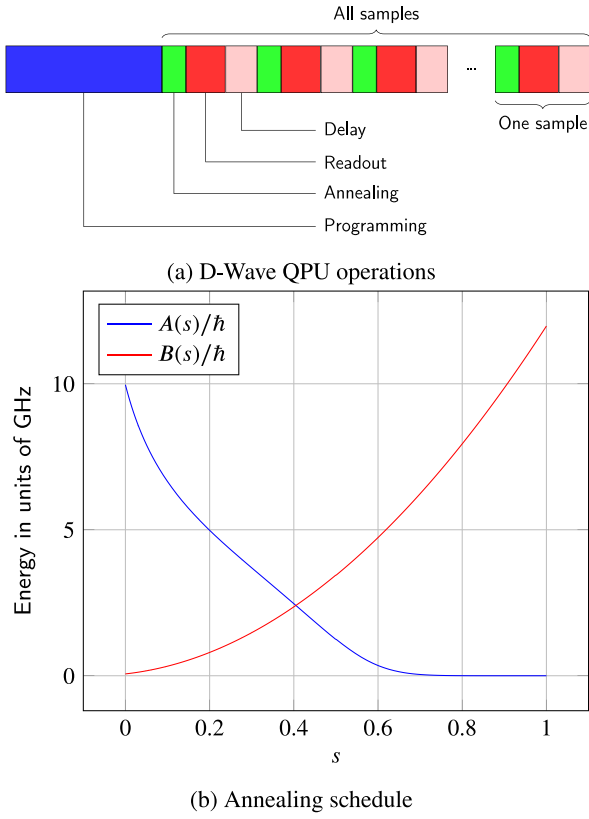 All samples
...
One sample
Delay
Readout
Annealing
Programming
(a) D-Wave QPU operations
A(s)/ħ
B(s)/ħ
10
5
0
Energy in units of GHz
0 0.2 0.4 0.6 0.8 1
s
(b) Annealing schedule